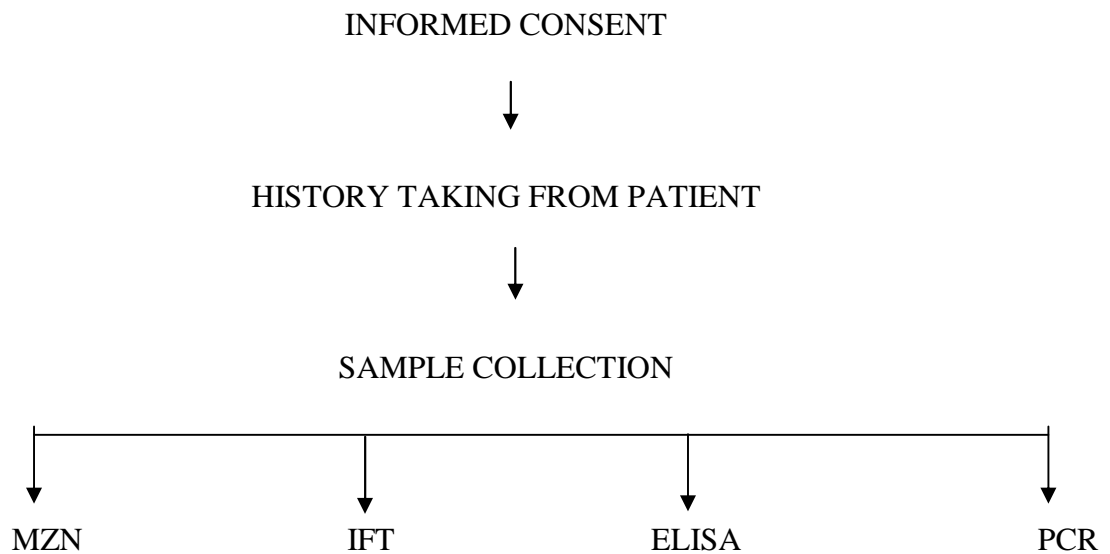 INFORMED CONSENT
HISTORY TAKING FROM PATIENT
SAMPLE COLLECTION
MZN IFT ELISA PCR